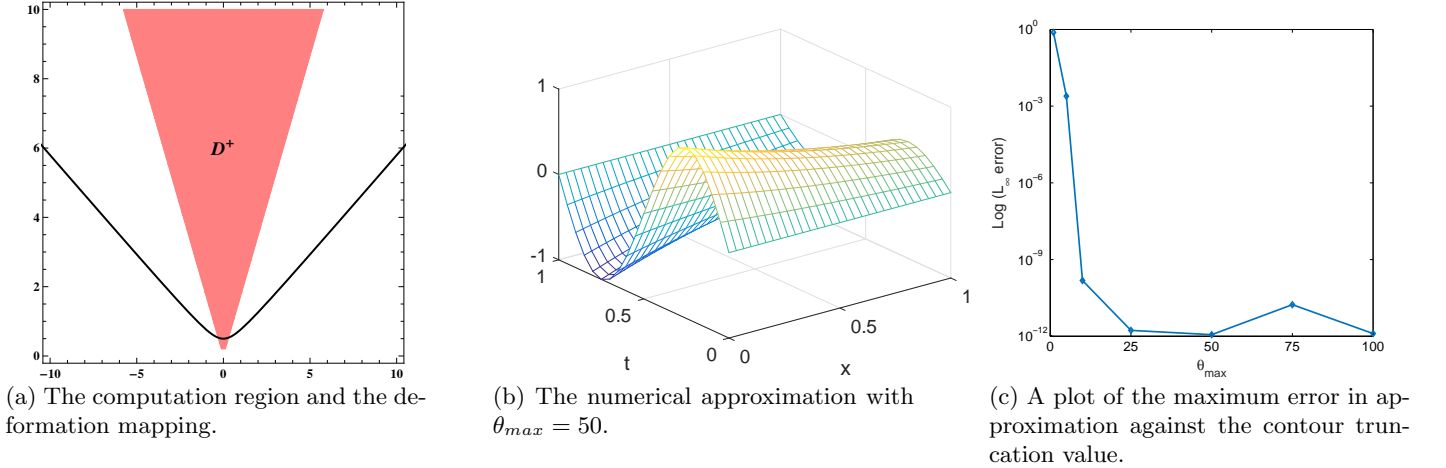 10
8
6
4
2
0
D⁺
−10
−5
0
5
10
1
0
-1
1
0.5
0
t
0
0.5
1
x
10⁰
10⁻³
10⁻⁶
10⁻⁹
10⁻¹²
Log (L∞ error)
0
25
50
75
100
θmax
(a) The computation region and the de-
formation mapping.
(b) The numerical approximation with
θmax = 50.
(c) A plot of the maximum error in ap-
proximation against the contour trun-
cation value.